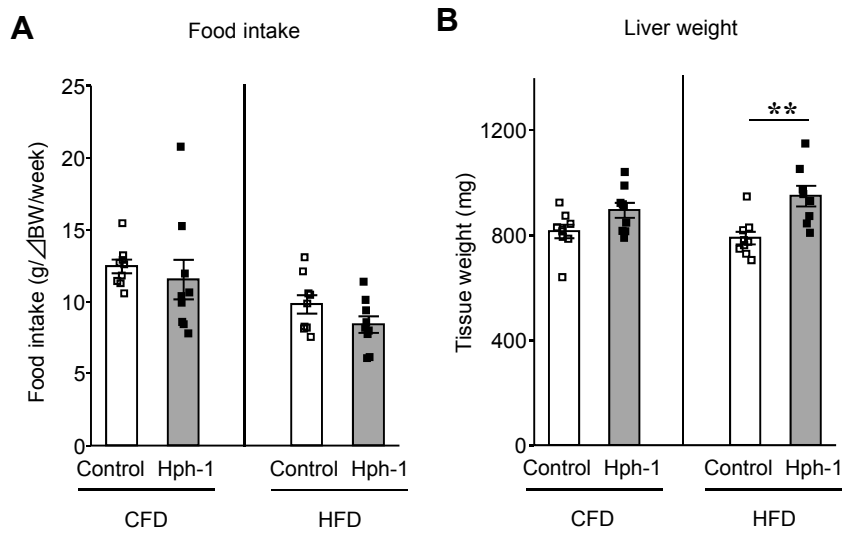 A
Food intake
Food intake (g/⊿BW/week)
25
20
15
10
5
0
Control Hph-1 Control Hph-1
CFD HFD
B
Liver weight
Tissue weight (mg)
1200
800
400
0
**
Control Hph-1 Control Hph-1
CFD HFD